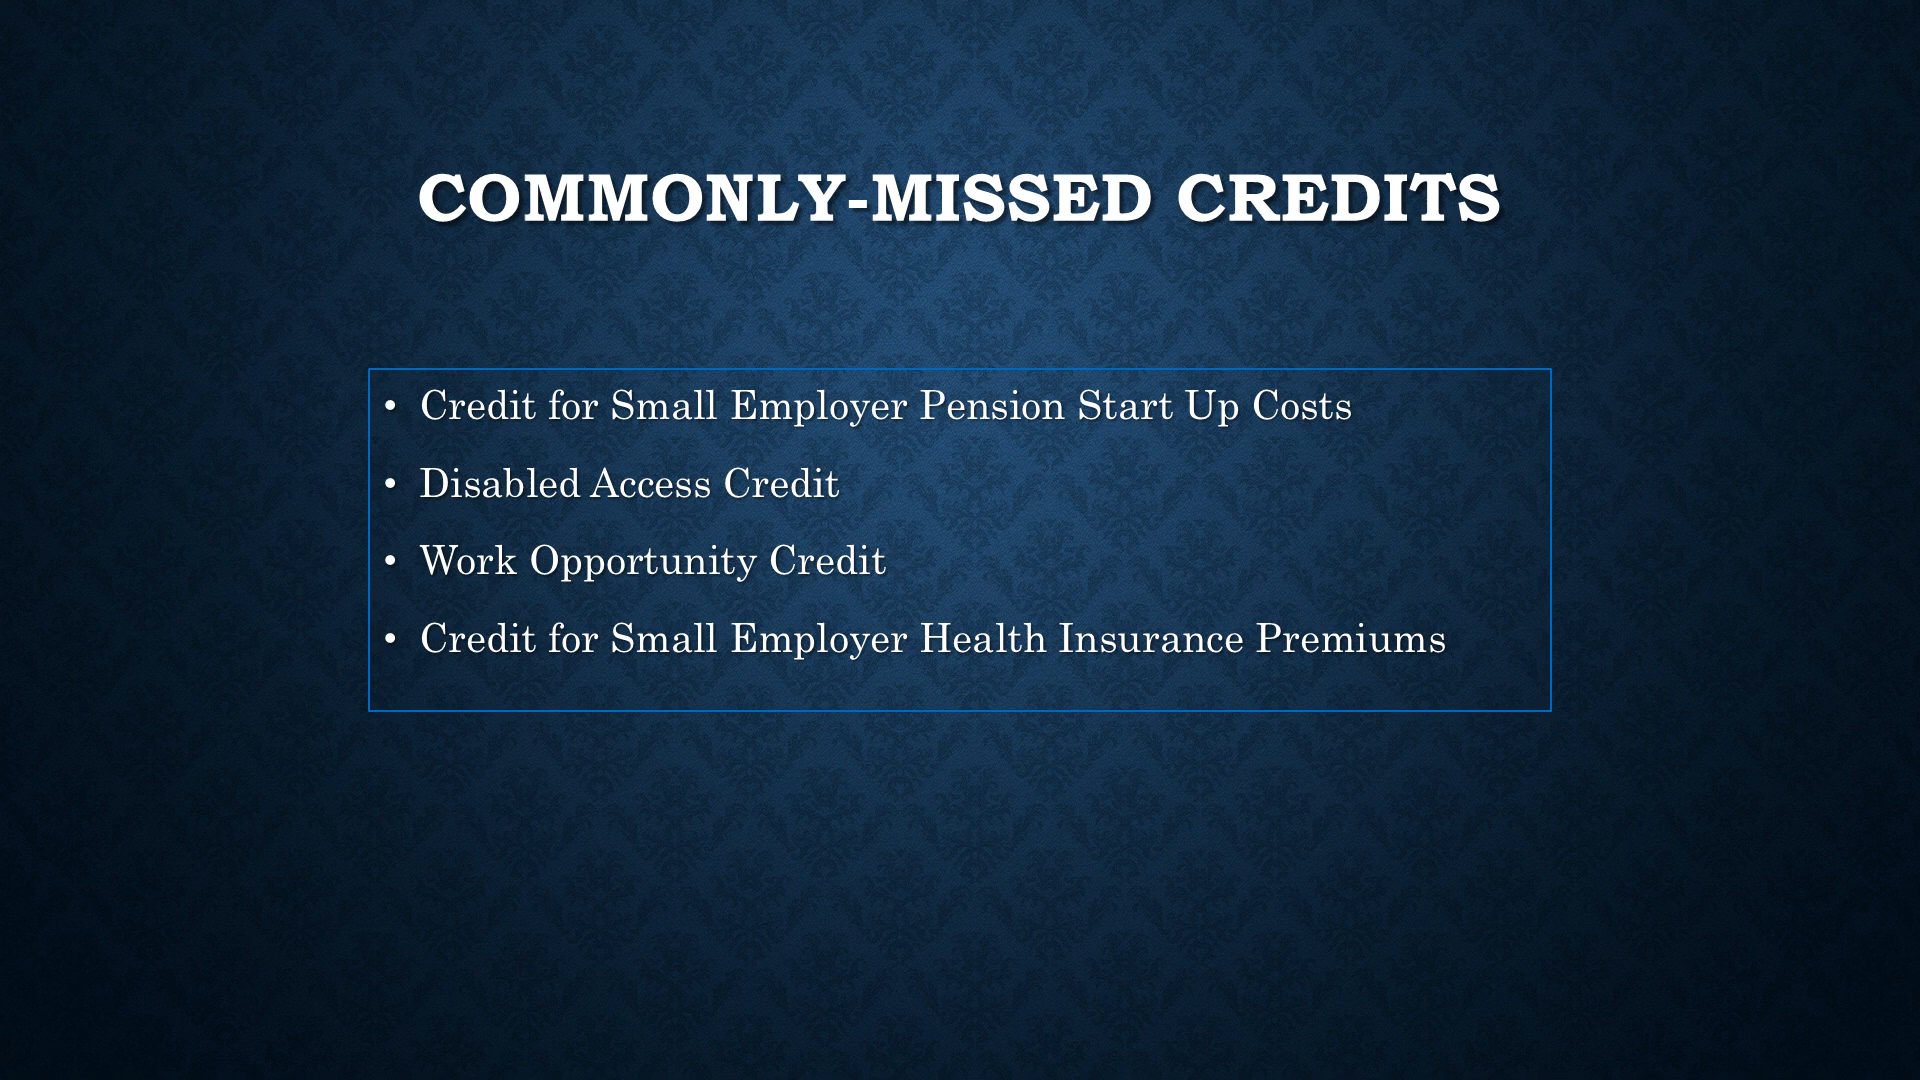 COMMONLY-MISSED CREDITS
• Credit for Small Employer Pension Start Up Costs
• Disabled Access Credit
• Work Opportunity Credit
• Credit for Small Employer Health Insurance Premiums